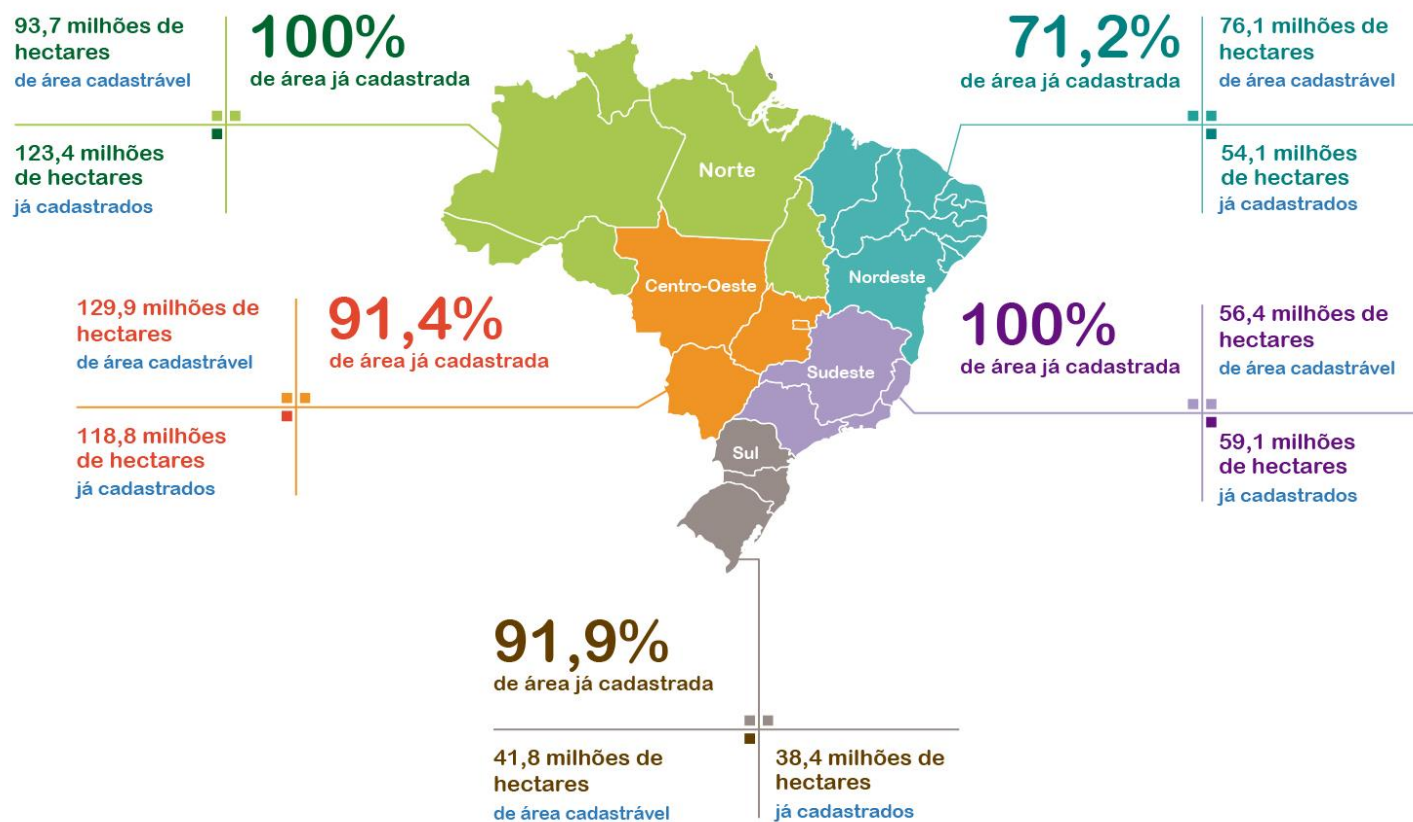 93,7 milhões de
hectares
de área cadastrável
100%
de área já cadastrada
123,4 milhões
de hectares
já cadastrados
71,2%
de área já cadastrada
76,1 milhões de
hectares
de área cadastrável
54,1 milhões
de hectares
já cadastrados
Norte
Nordeste
Centro-Oeste
Sudeste
Sul
129,9 milhões de
hectares
de área cadastrável
91,4%
de área já cadastrada
118,8 milhões
de hectares
já cadastrados
100%
de área já cadastrada
56,4 milhões de
hectares
de área cadastrável
59,1 milhões
de hectares
já cadastrados
91,9%
de área já cadastrada
41,8 milhões de
hectares
de área cadastrável
38,4 milhões de
hectares
já cadastrados